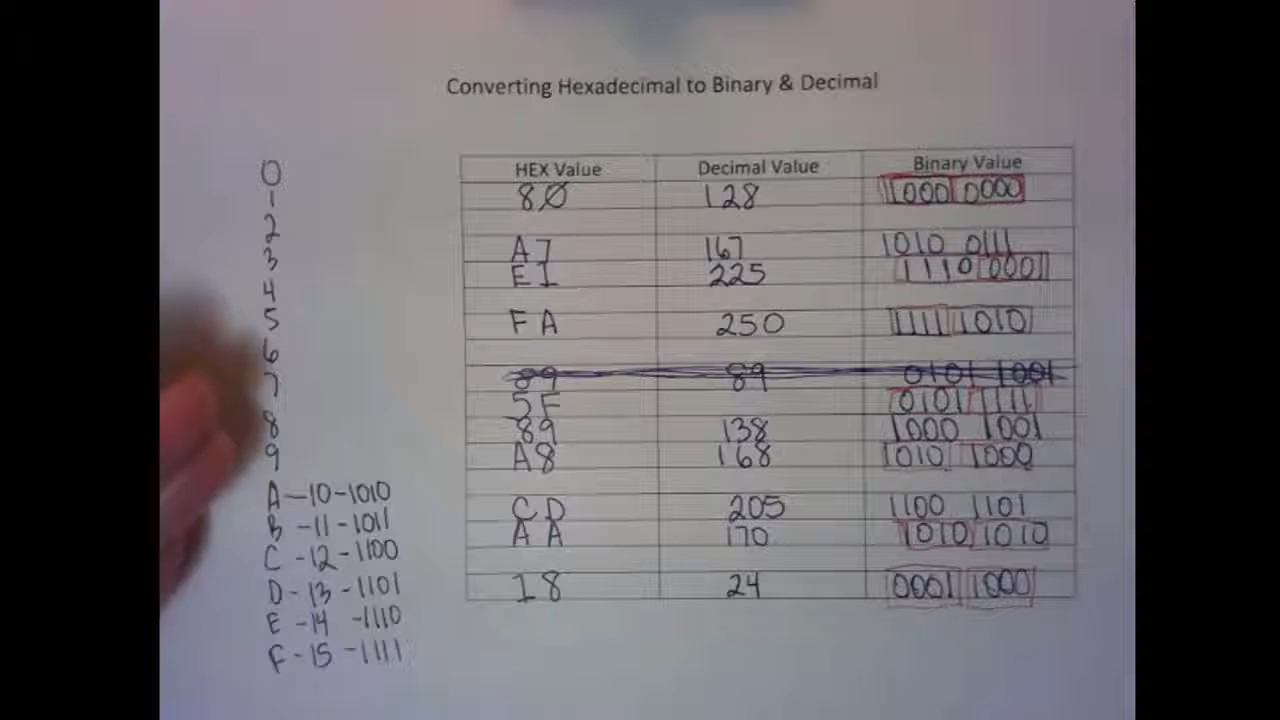 Converting Hexadecimal to Binary & Decimal
0
1
2
3
4
5
6
7
8
9
A - 10 - 1010
B - 11 - 1011
C - 12 - 1100
D - 13 - 1101
E - 14 - 1110
F - 15 - 1111
HEX Value Decimal Value Binary Value
80 128 1000 0000
A7 167 1010 0111
E1 225 1110 0001
FA 250 1111 1010
89 89 0101 1001
5F 0101 1111
89 138 1000 1001
A8 168 1010 1000
CD 205 1100 1101
AA 170 1010 1010
18 24 0001 1000